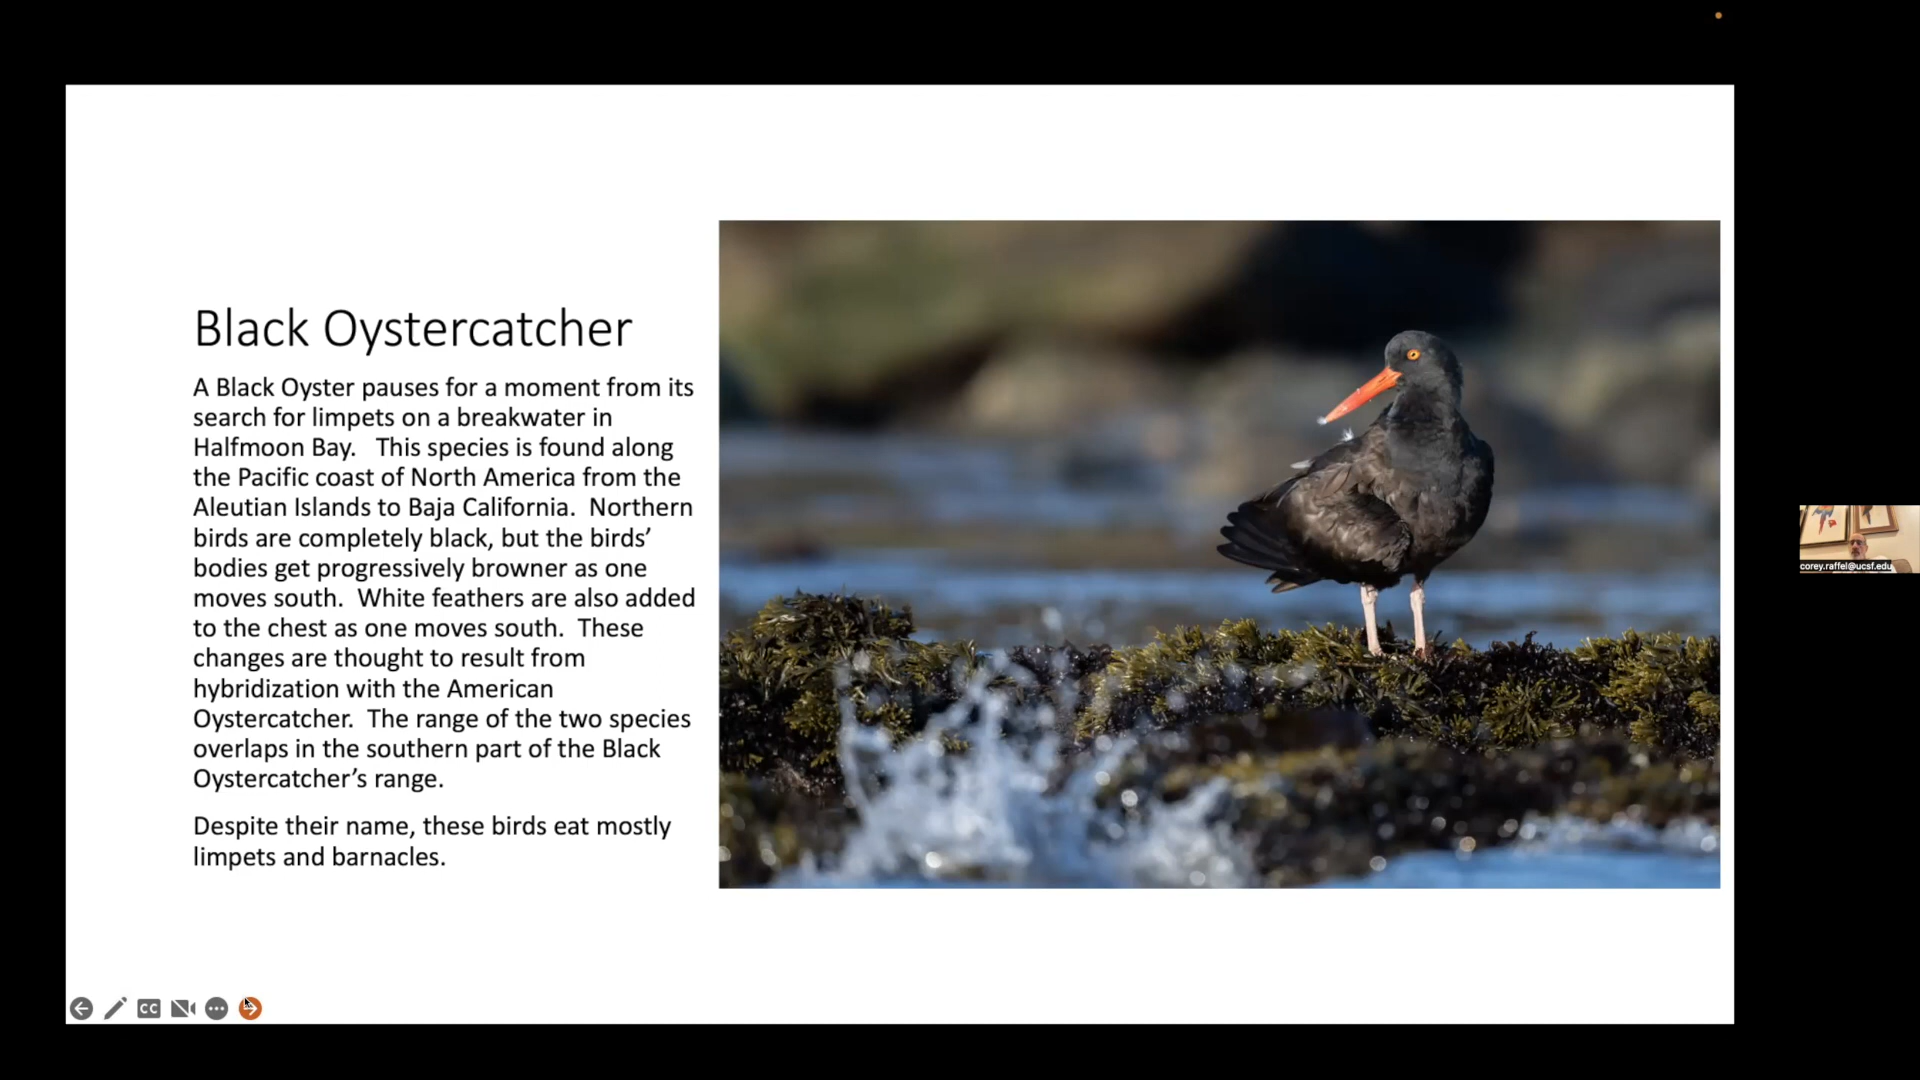 Black Oystercatcher
A Black Oyster pauses for a moment from its
search for limpets on a breakwater in
Halfmoon Bay.   This species is found along
the Pacific coast of North America from the
Aleutian Islands to Baja California.  Northern
birds are completely black, but the birds’
bodies get progressively browner as one
moves south.  White feathers are also added
to the chest as one moves south.  These
changes are thought to result from
hybridization with the American
Oystercatcher.  The range of the two species
overlaps in the southern part of the Black
Oystercatcher’s range.
Despite their name, these birds eat mostly
limpets and barnacles.
corey.raffel@ucsf.edu
CC